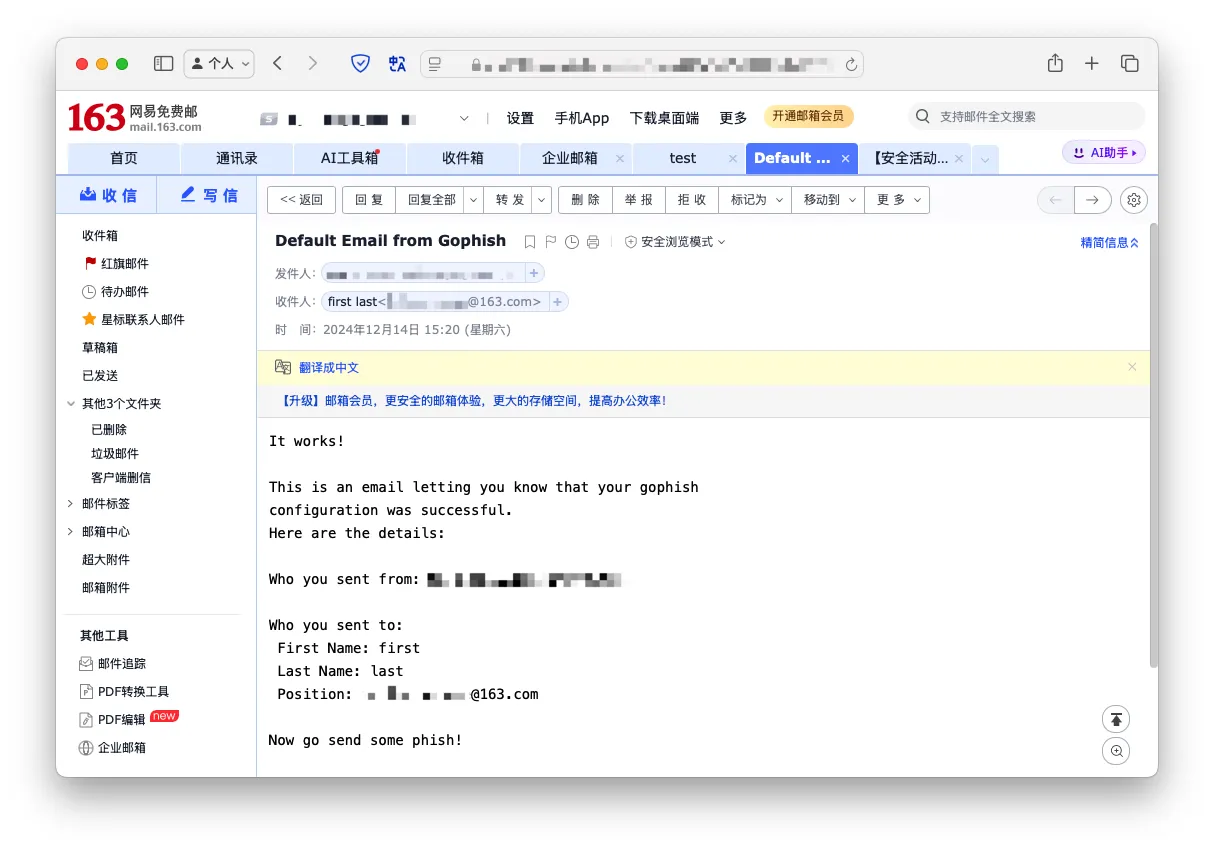 个人
163 网易免费邮
mail.163.com
设置 手机App 下载桌面端 更多 开通邮箱会员
支持邮件全文搜索
首页 通讯录 AI工具箱 收件箱 企业邮箱 test Default ... 【安全活动...
AI助手
收信 写信
<< 返回 回复 回复全部 转发 删除 举报 拒收 标记为 移动到 更多
收件箱
红旗邮件
待办邮件
星标联系人邮件
草稿箱
已发送
其他3个文件夹
已删除
垃圾邮件
客户端删信
邮件标签
邮箱中心
超大附件
邮箱附件
其他工具
邮件追踪
PDF转换工具
PDF编辑 new
企业邮箱
Default Email from Gophish
安全浏览模式
精简信息
发件人:
收件人: first last<@163.com>
时 间: 2024年12月14日 15:20 (星期六)
翻译成中文
【升级】邮箱会员，更安全的邮箱体验，更大的存储空间，提高办公效率！
It works!
This is an email letting you know that your gophish
configuration was successful.
Here are the details:
Who you sent from:
Who you sent to:
First Name: first
Last Name: last
Position: @163.com
Now go send some phish!